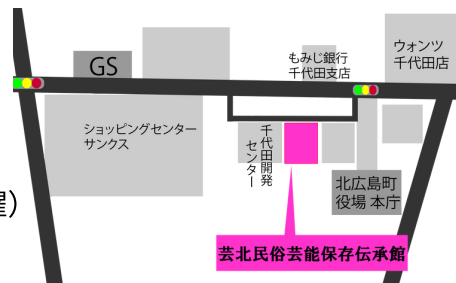 GS
もみじ銀行
千代田支店
ウォンツ
千代田店
ショッピングセンター
サンクス
千代田開発
センター
北広島町
役場 本庁
曜）
芸北民俗芸能保存伝承館